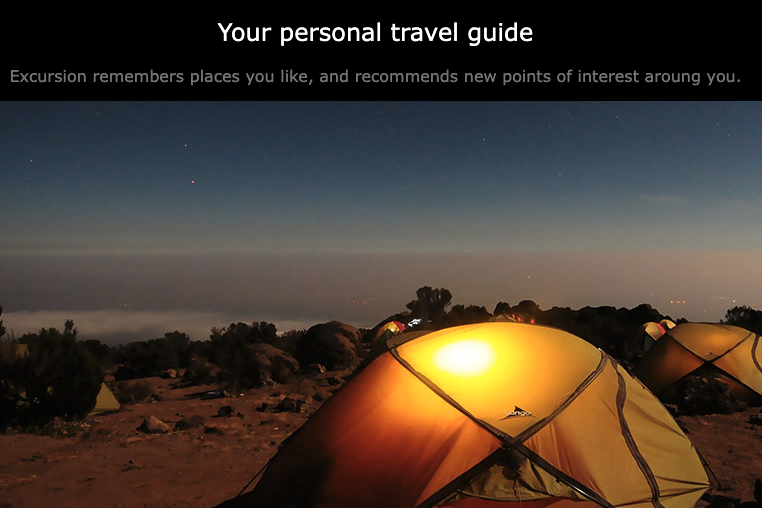 Your personal travel guide
Excursion remembers places you like, and recommends new points of interest aroung you.